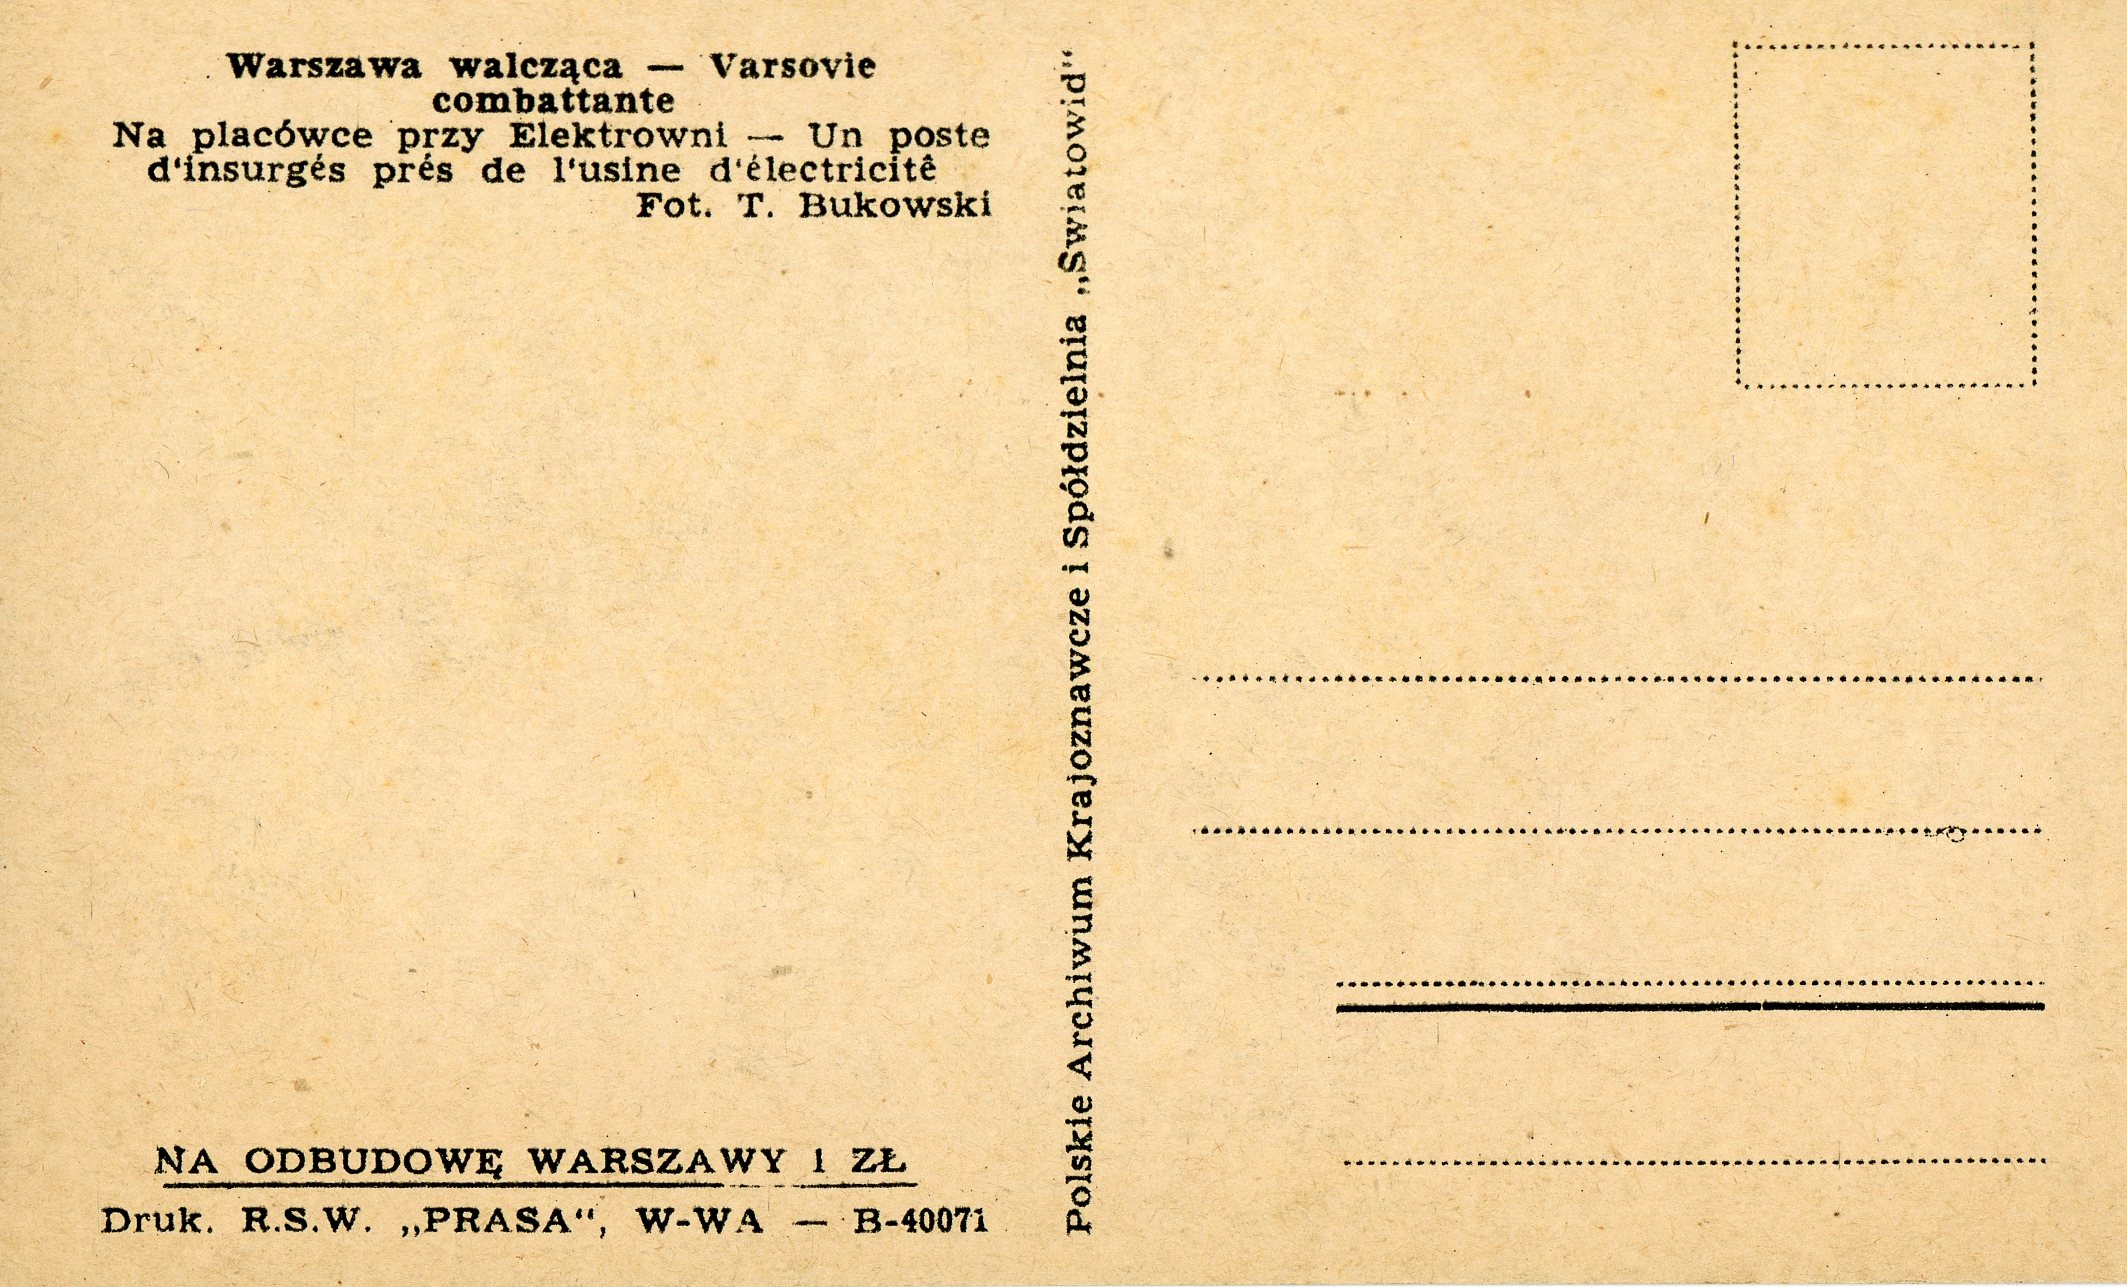 Warszawa walcząca — Varsovie
combattante
Na placówce przy Elektrowni — Un poste
d‘insurgés prés de l‘usine d‘électricitê
Fot. T. Bukowski
Polskie Archiwum Krajoznawcze i Spółdzielnia „Swiatowid“
NA ODBUDOWĘ WARSZAWY 1 ZŁ
Druk. R.S.W. „PRASA“, W-WA — B-40071